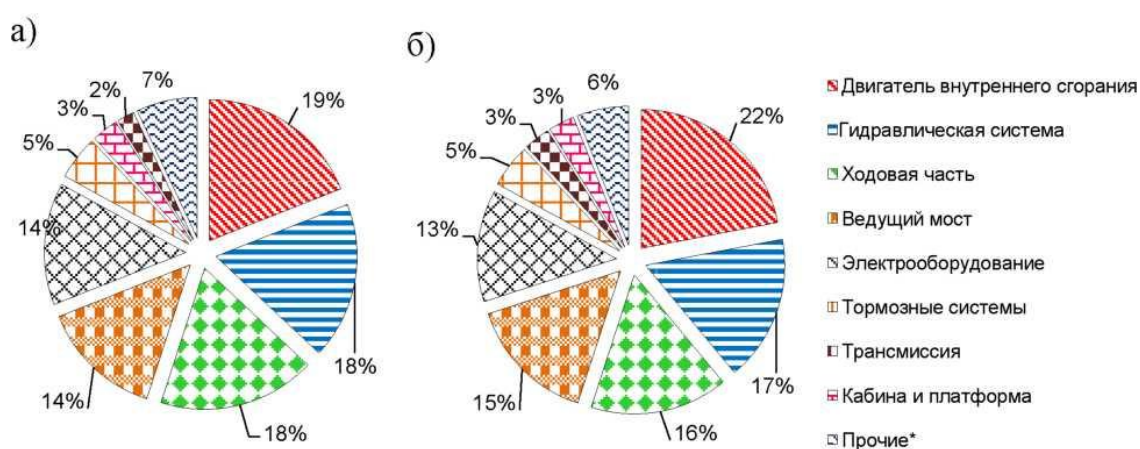 а)
19%
18%
18%
14%
14%
5%
3%
2%
7%
б)
22%
17%
16%
15%
13%
5%
3%
3%
6%
Двигатель внутреннего сгорания
Гидравлическая система
Ходовая часть
Ведущий мост
Электрооборудование
Тормозные системы
Трансмиссия
Кабина и платформа
Прочие*